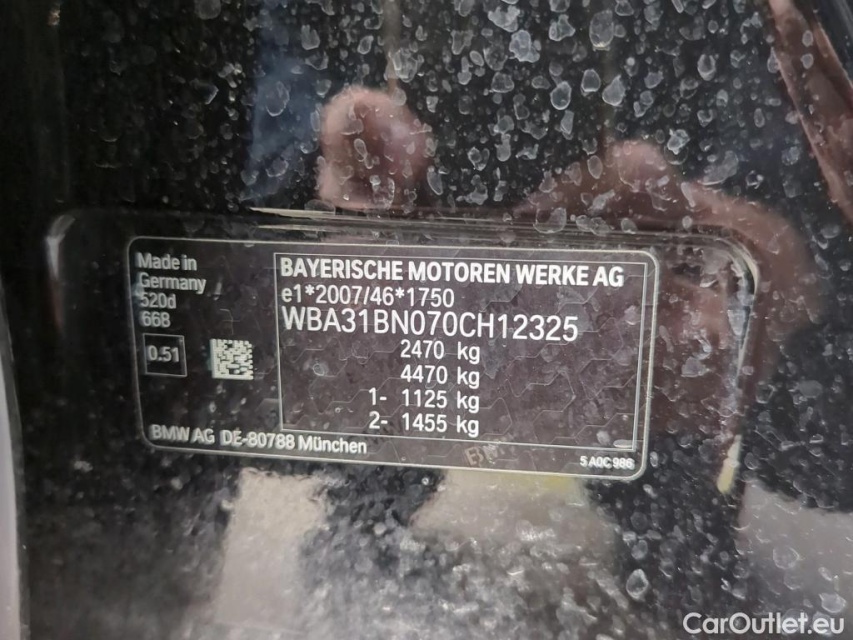 Made in
Germany
520d
668
0.51
BAYERISCHE MOTOREN WERKE AG
e1*2007/46*1750
WBA31BN070CH12325
2470 kg
4470 kg
1- 1125 kg
2- 1455 kg
BMW AG DE-80788 München
5 A0C 986
CarOutlet.eu